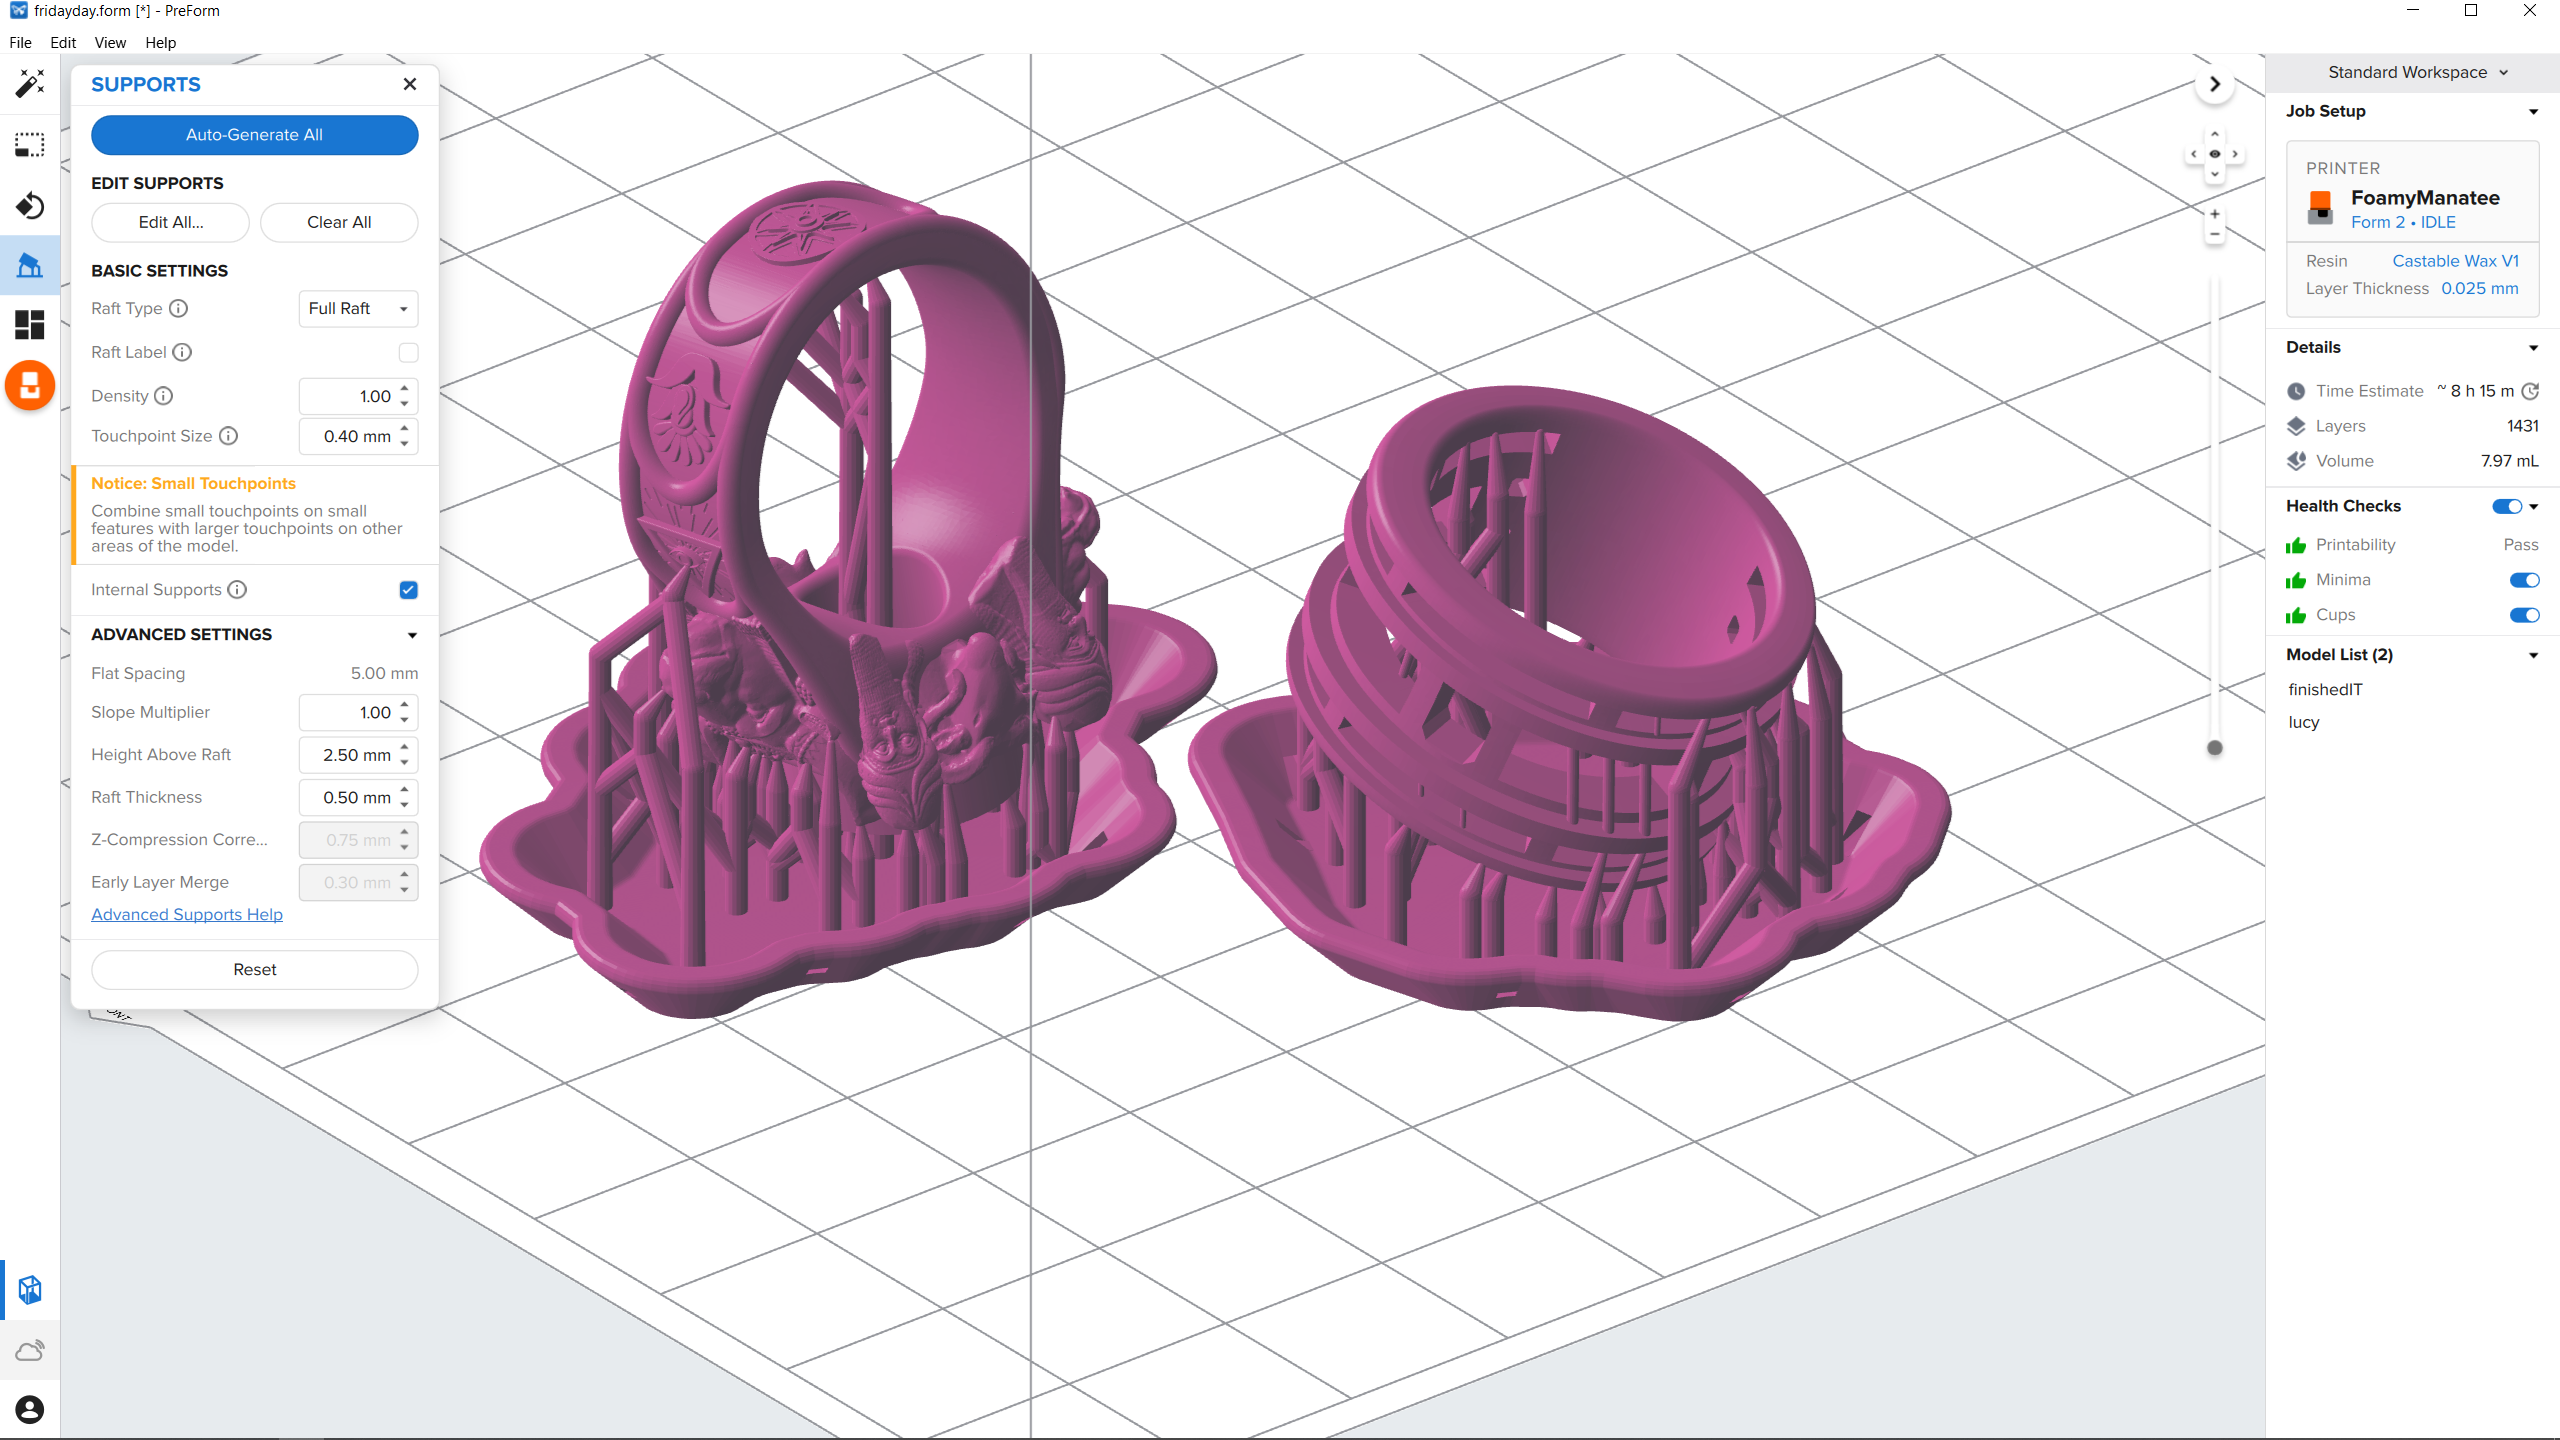 fridayday.form [*] - PreForm
File Edit View Help
SUPPORTS
Auto-Generate All
EDIT SUPPORTS
Edit All... Clear All
BASIC SETTINGS
Raft Type Full Raft
Raft Label
Density 1.00
Touchpoint Size 0.40 mm
Notice: Small Touchpoints
Combine small touchpoints on small
features with larger touchpoints on other
areas of the model.
Internal Supports
ADVANCED SETTINGS
Flat Spacing 5.00 mm
Slope Multiplier 1.00
Height Above Raft 2.50 mm
Raft Thickness 0.50 mm
Z-Compression Corre... 0.75 mm
Early Layer Merge 0.30 mm
Advanced Supports Help
Reset
Standard Workspace
Job Setup
PRINTER
FoamyManatee
Form 2 • IDLE
Resin Castable Wax V1
Layer Thickness 0.025 mm
Details
Time Estimate ~ 8 h 15 m
Layers 1431
Volume 7.97 mL
Health Checks
Printability Pass
Minima
Cups
Model List (2)
finishedIT
lucy